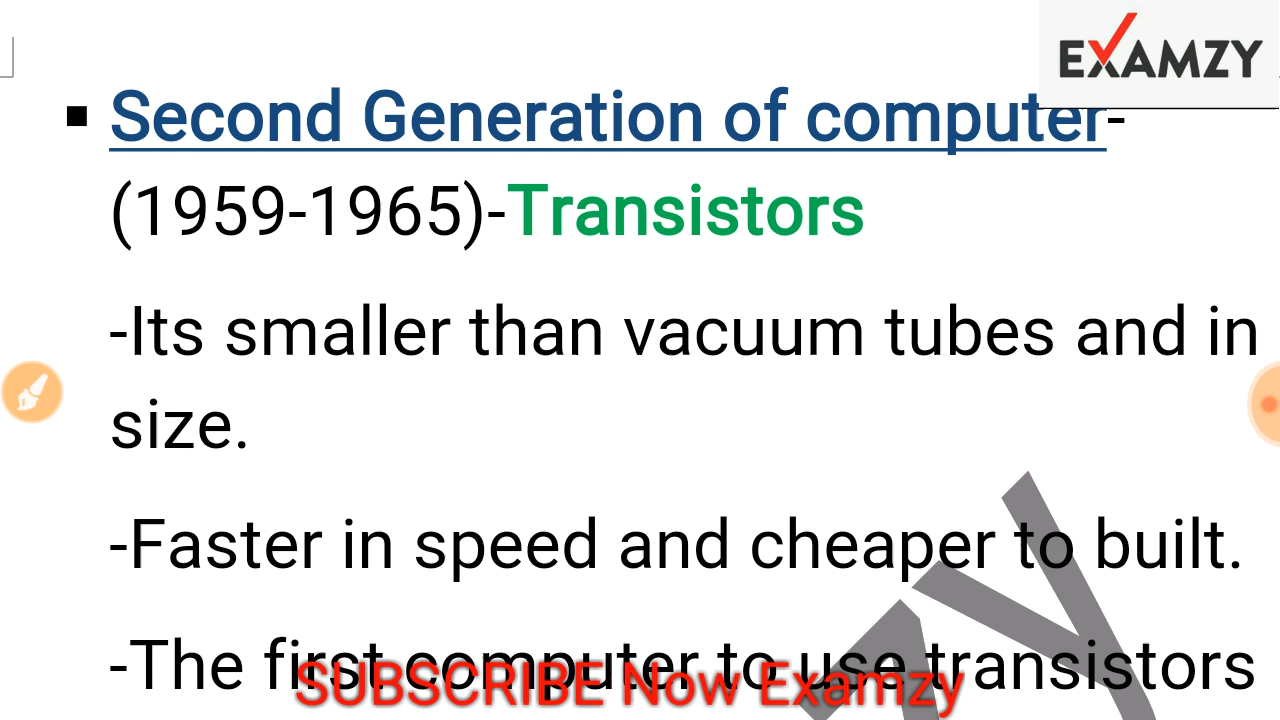 EXAMZY
▪ Second Generation of computer-
(1959-1965)-Transistors
-Its smaller than vacuum tubes and in
size.
-Faster in speed and cheaper to built.
-The first computer to use transistors
SUBSCRIBE Now Examzy
ZY